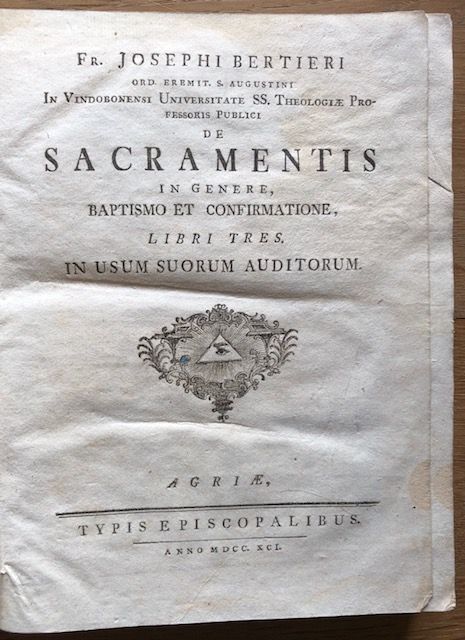 FR. JOSEPHI BERTIERI
ORD. EREMIT. S. AUGUSTINI
IN VINDOBONENSI UNIVERSITATE SS. THEOLOGIÆ PRO-
FESSORIS PUBLICI
DE
SACRAMENTIS
IN GENERE,
BAPTISMO ET CONFIRMATIONE,
LIBRI TRES.
IN USUM SUORUM AUDITORUM.
AGRIÆ,
TYPIS EPISCOPALIBUS.
ANNO MDCC. XCI.